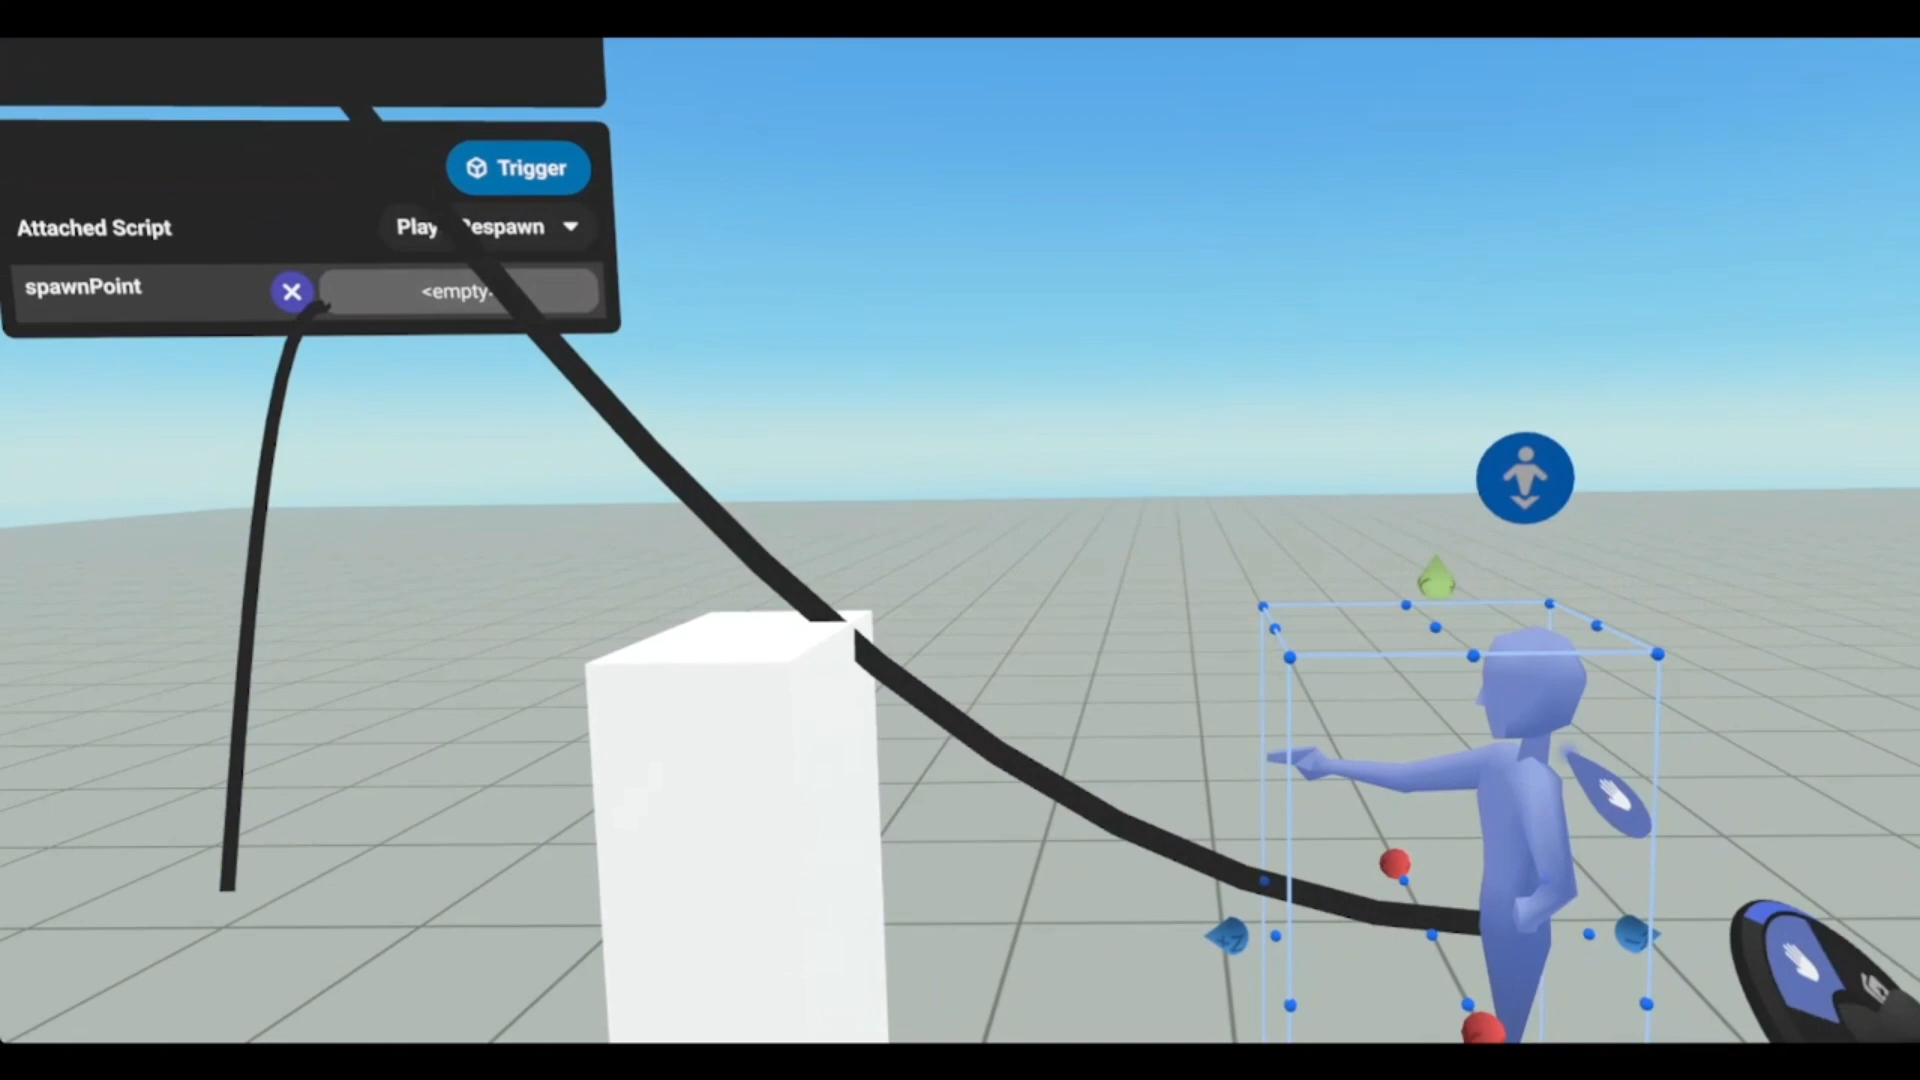 Trigger
Attached Script
Play espawn
spawnPoint
<empty
+Z